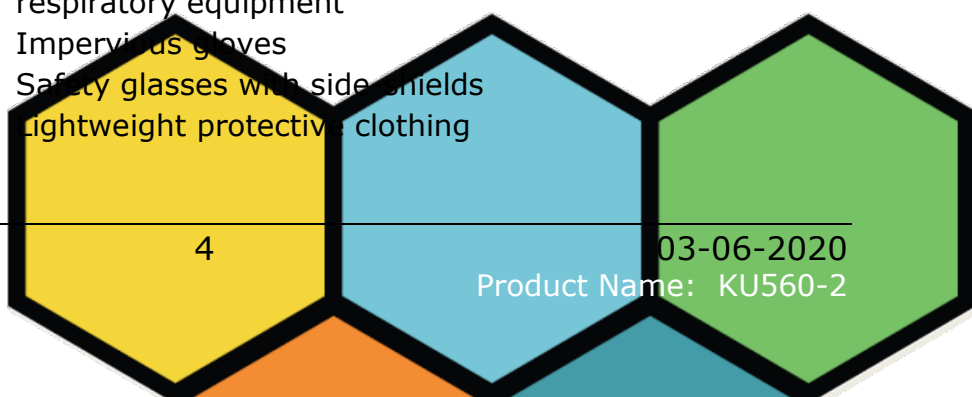 respiratory equipment
Impervious gloves
Safety glasses with side-shields
Lightweight protective clothing
4
03-06-2020
Product Name: KU560-2